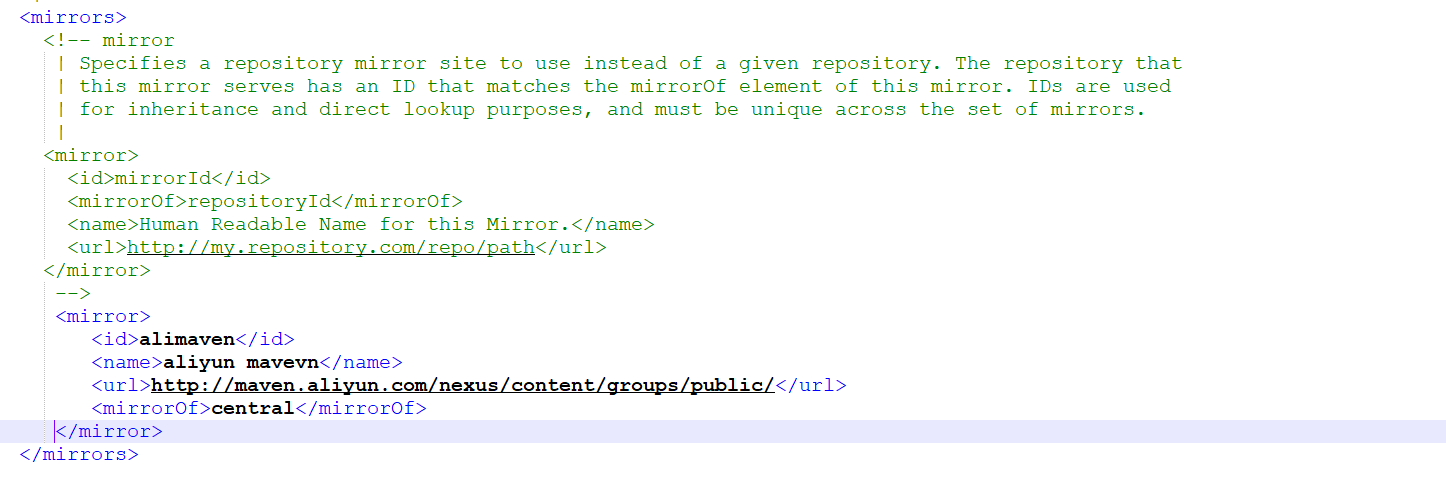 <mirrors>
<!-- mirror
| Specifies a repository mirror site to use instead of a given repository. The repository that
| this mirror serves has an ID that matches the mirrorOf element of this mirror. IDs are used
| for inheritance and direct lookup purposes, and must be unique across the set of mirrors.
|
<mirror>
<id>mirrorId</id>
<mirrorOf>repositoryId</mirrorOf>
<name>Human Readable Name for this Mirror.</name>
<url>http://my.repository.com/repo/path</url>
</mirror>
-->
<mirror>
<id>alimaven</id>
<name>aliyun mavevn</name>
<url>http://maven.aliyun.com/nexus/content/groups/public/</url>
<mirrorOf>central</mirrorOf>
</mirror>
</mirrors>